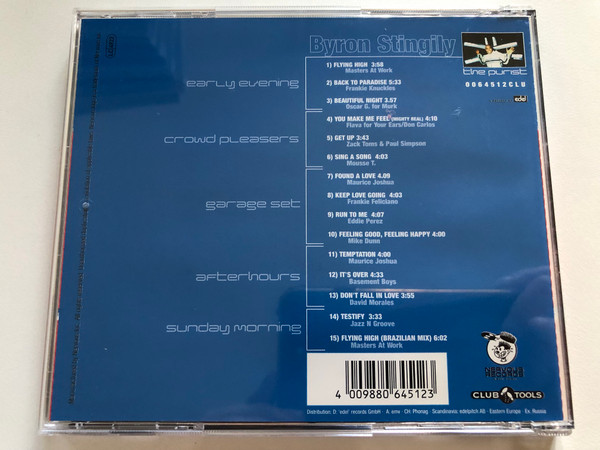 Byron Stingily
the purist
0064512CLU
edel
early evening
1) FLYING HIGH 3:58
Masters At Work
2) BACK TO PARADISE 5:33
Frankie Knuckles
3) BEAUTIFUL NIGHT 3.57
Oscar G. for Murk
crowd pleasers
4) YOU MAKE ME FEEL (MIGHTY REAL) 4:10
Flava for Your Ears/Don Carlos
5) GET UP 3:43
Zack Toms & Paul Simpson
6) SING A SONG 4:03
Mousse T.
garage set
7) FOUND A LOVE 4.09
Maurice Joshua
8) KEEP LOVE GOING 4:03
Frankie Feliciano
9) RUN TO ME 4:07
Eddie Perez
10) FEELING GOOD, FEELING HAPPY 4:00
Mike Dunn
afterhours
11) TEMPTATION 4:00
Maurice Joshua
12) IT'S OVER 4:33
Basement Boys
13) DON'T FALL IN LOVE 3:55
David Morales
sunday morning
14) TESTIFY 3:33
Jazz N Groove
15) FLYING HIGH (BRAZILIAN MIX) 6:02
Masters At Work
4 009880 645123
CLUB TOOLS
Distribution: D. 'edel' records GmbH · A. emv · CH: Phonag · Scandinavia: edelpitch AB · Eastern Europe · Ex. Russia